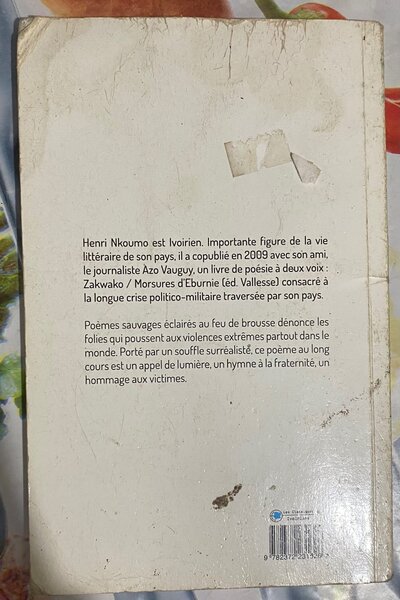 Henri Nkoumo est Ivoirien. Importante figure de la vie
littéraire de son pays, il a copublié en 2009 avec son ami,
le journaliste Azo Vauguy, un livre de poésie à deux voix :
Zakwako / Morsures d'Eburnie (éd. Vallesse) consacré à
la longue crise politico-militaire traversée par son pays.
Poèmes sauvages éclairés au feu de brousse dénonce les
folies qui poussent aux violences extrêmes partout dans le
monde. Porté par un souffle surréaliste, ce poème au long
cours est un appel de lumière, un hymne à la fraternité, un
hommage aux victimes.